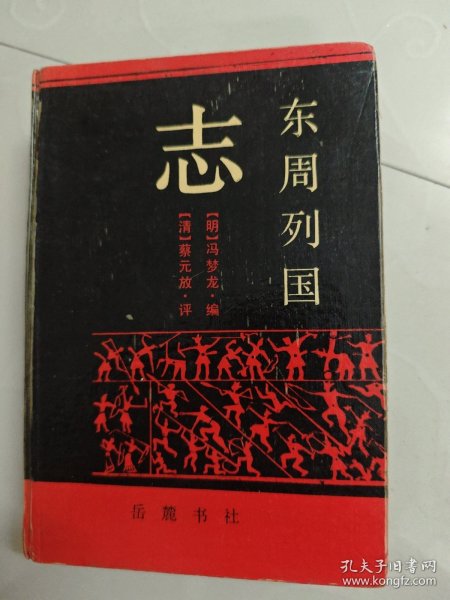 东周列国
志
[明]冯梦龙·编
[清]蔡元放·评
岳麓书社
孔夫子旧书网
www.kongfz.com